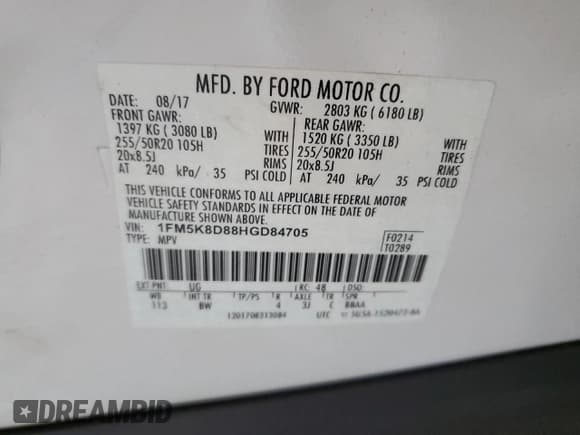 MFD. BY FORD MOTOR CO.
DATE: 08/17 GVWR: 2803 KG ( 6180 LB)
FRONT GAWR: REAR GAWR:
1397 KG ( 3080 LB) WITH 1520 KG ( 3350 LB) WITH
255/50R20 105H TIRES 255/50R20 105H TIRES
20x8.5J RIMS 20x8.5J RIMS
AT 240 kPa/ 35 PSI COLD AT 240 kPa/ 35 PSI COLD
THIS VEHICLE CONFORMS TO ALL APPLICABLE FEDERAL MOTOR
VEHICLE SAFETY STANDARDS IN EFFECT ON THE DATE OF
MANUFACTURE SHOWN ABOVE.
VIN: 1FM5K8D88HGD84705 F0214
TYPE: MPV T0289
EXT PNT: UG RC: 48 DSO:
WB INT TR TP/PS R AXLE TR SPR
113 BW 4 3J C BBAA
1201708313084 UTC
DREAMBID